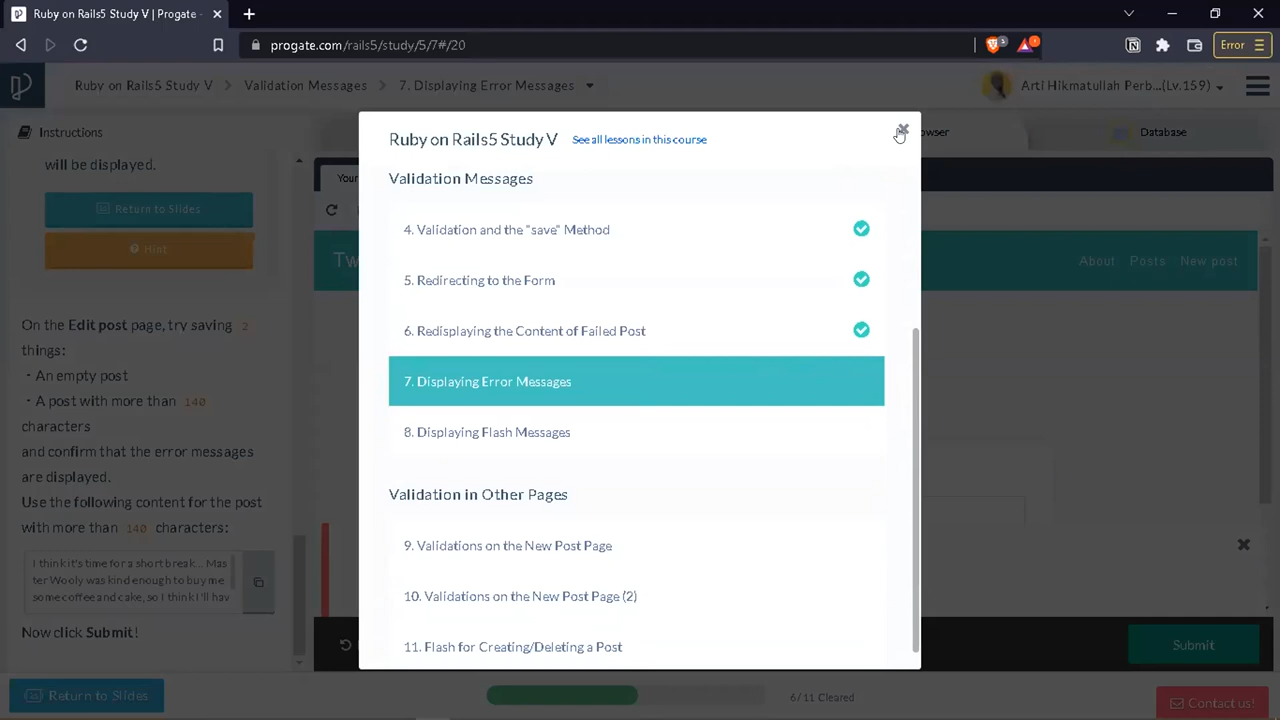 Ruby on Rails5 Study V | Progate -
progate.com/rails5/study/5/7#/20
Error
Ruby on Rails5 Study V
Validation Messages
7. Displaying Error Messages
Arti Hikmatullah Perb...(Lv.159)
Instructions
will be displayed.
Return to Slides
Hint
On the Edit post page, try saving 2
things:
- An empty post
- A post with more than 140
characters
and confirm that the error messages
are displayed.
Use the following content for the post
with more than 140 characters:
I think it's time for a short break... Mas
ter Wooly was kind enough to buy me
some coffee and cake, so I think I'll hav
Now click Submit!
Return to Slides
Ruby on Rails5 Study V
See all lessons in this course
Validation Messages
4. Validation and the "save" Method
5. Redirecting to the Form
6. Redisplaying the Content of Failed Post
7. Displaying Error Messages
8. Displaying Flash Messages
Validation in Other Pages
9. Validations on the New Post Page
10. Validations on the New Post Page (2)
11. Flash for Creating/Deleting a Post
Your
Tw
Database
About
Posts
New post
Submit
6/11 Cleared
Contact us!